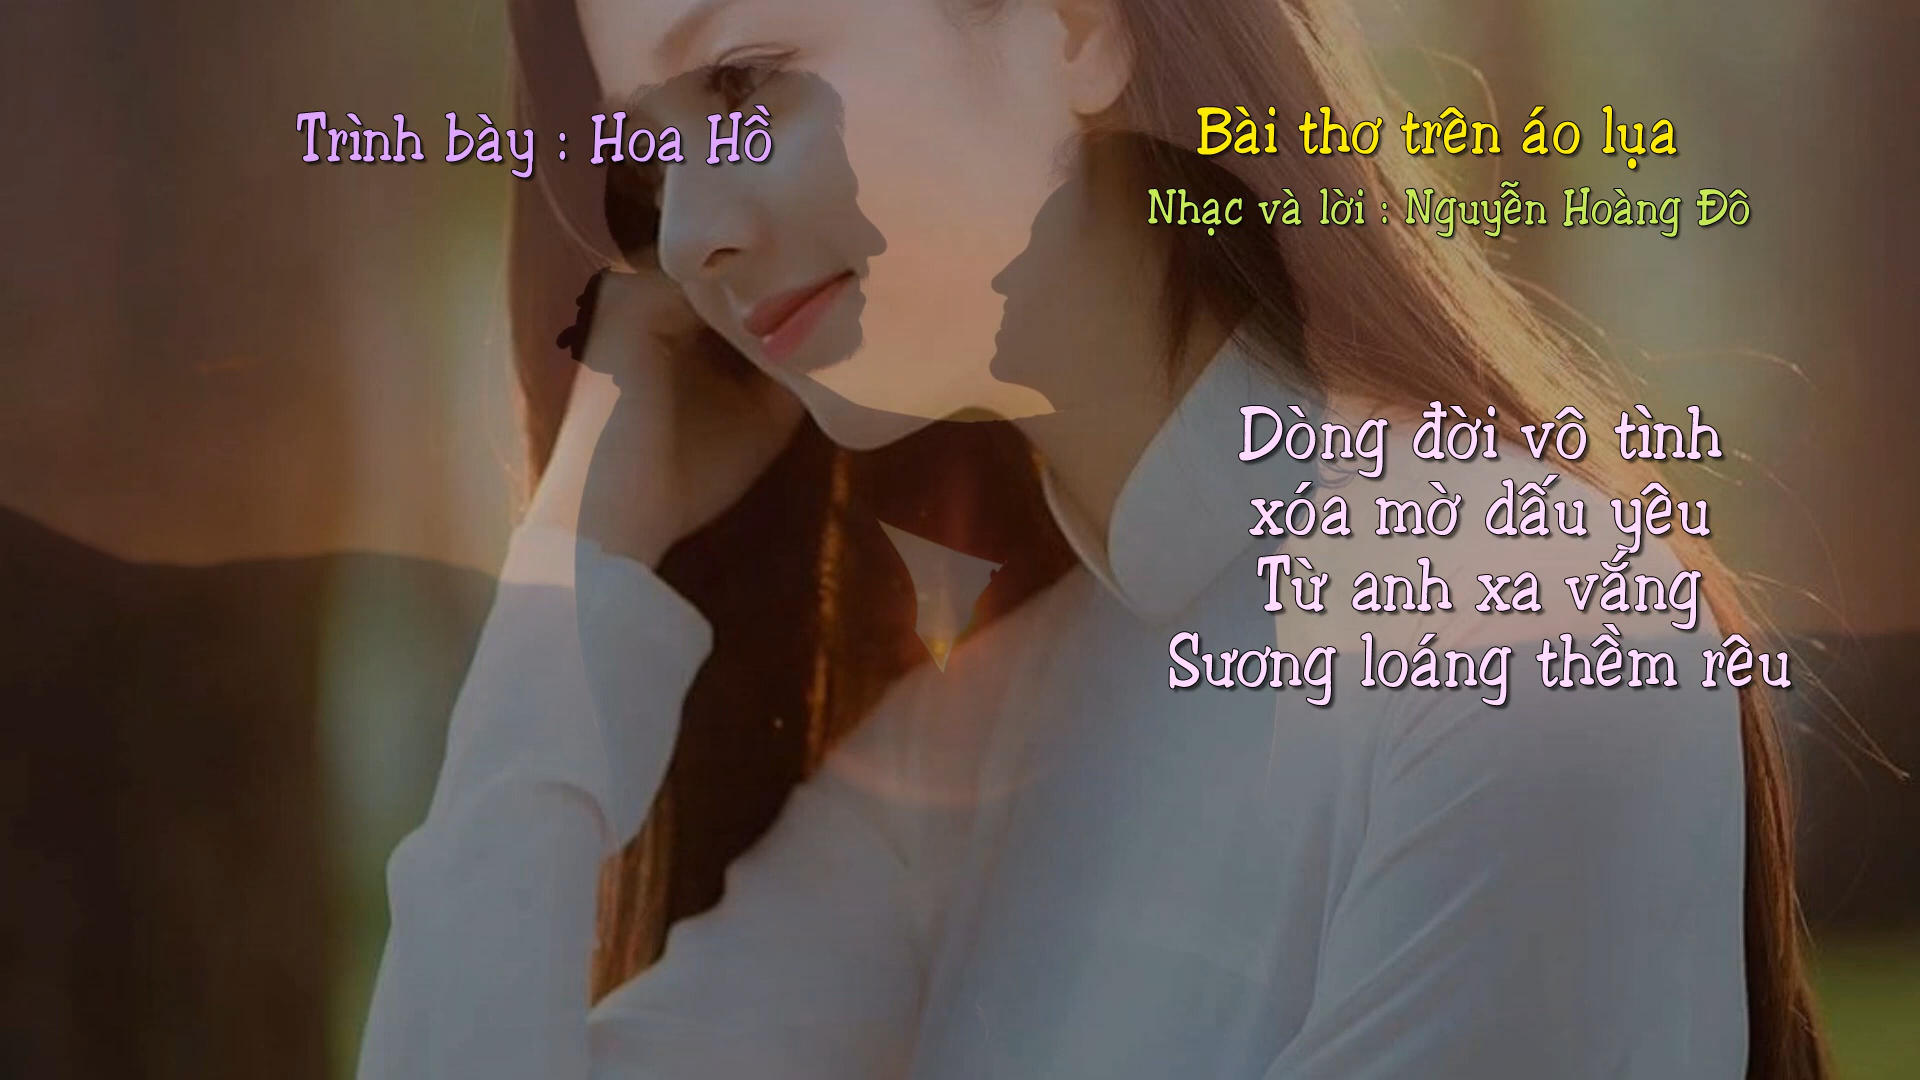 Trình bày : Hoa Hồ
Bài thơ trên áo lụa
Nhạc và lời : Nguyễn Hoàng Đô
Dòng đời vô tình
xóa mờ dấu yêu
Từ anh xa vắng
Sương loáng thềm rêu